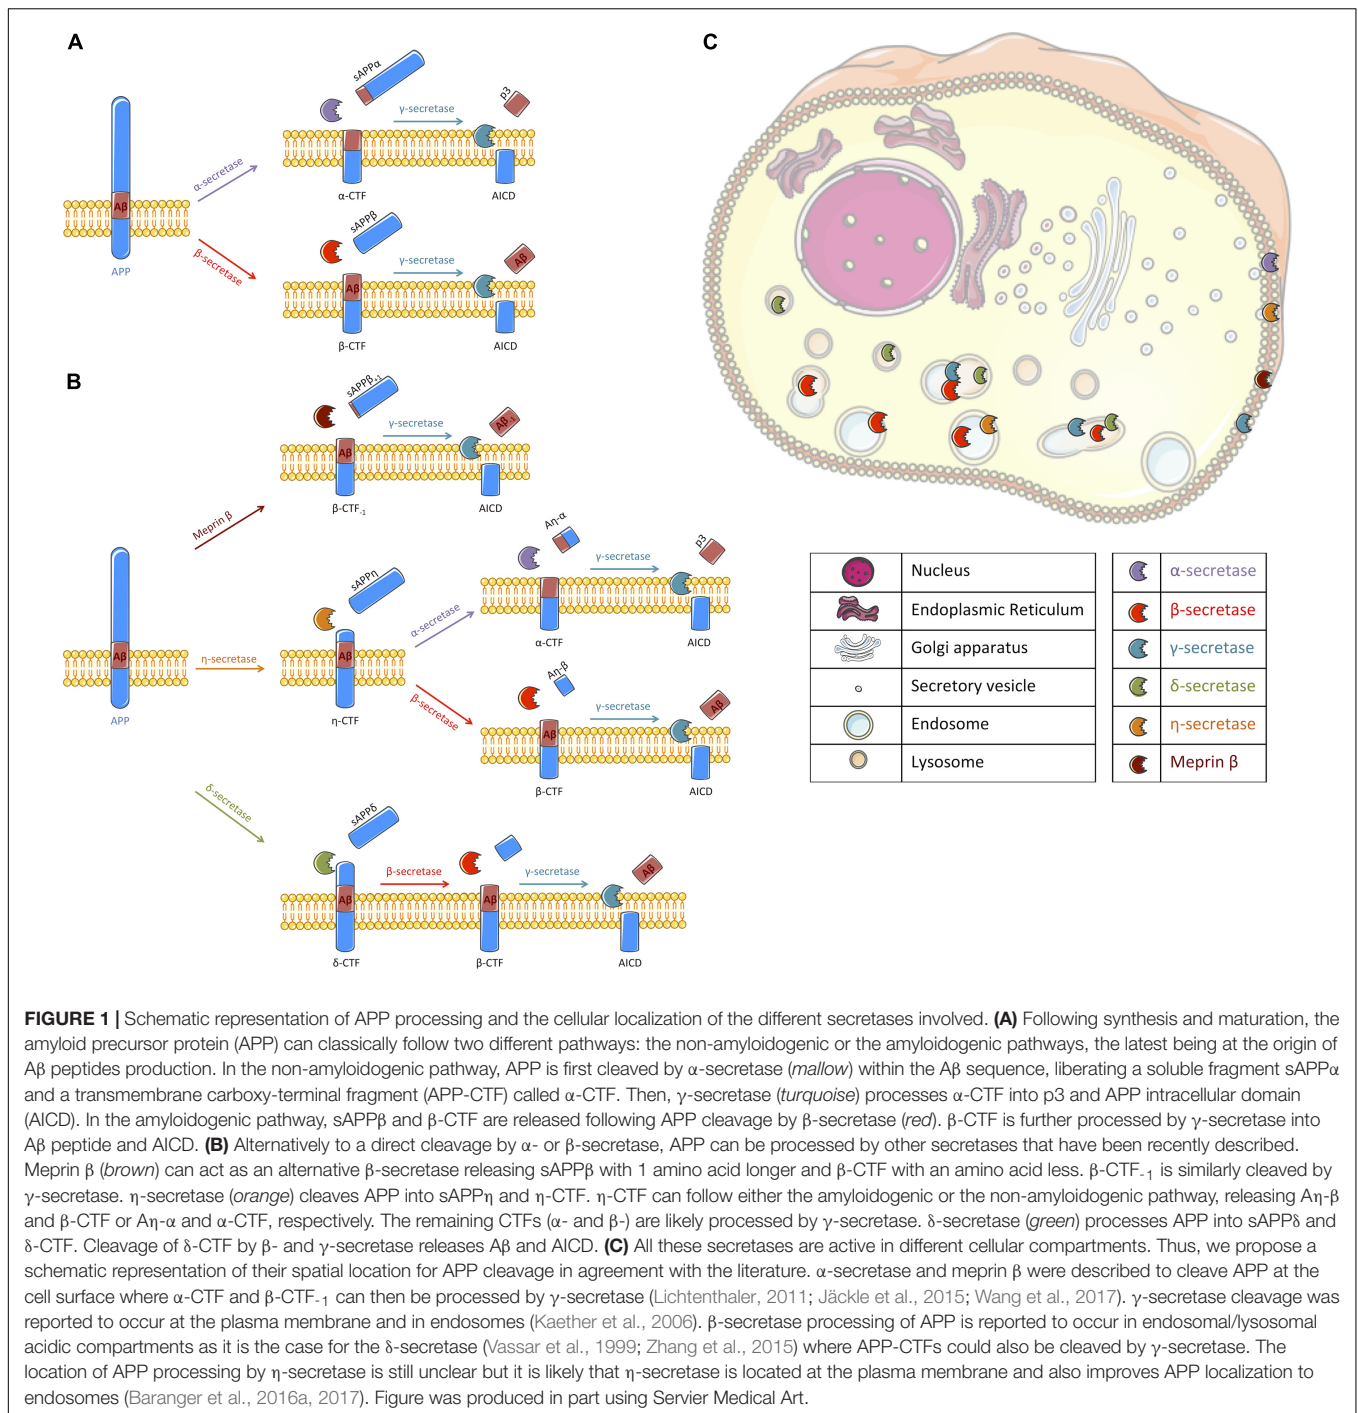 A
sAPPα
p3
γ-secretase
α-secretase
Aβ
α-CTF
AICD
sAPPβ
APP
β-secretase
γ-secretase
Aβ
Aβ
β-CTF
AICD
B
sAPPβ+1
γ-secretase
Aβ-1
Aβ
Meprin β
β-CTF-1
AICD
Aη-α
p3
γ-secretase
sAPPη
α-secretase
α-CTF
AICD
Aβ
η-secretase
Aβ
APP
η-CTF
Aη-β
β-secretase
γ-secretase
Aβ
Aβ
β-CTF
AICD
δ-secretase
sAPPδ
β-secretase
γ-secretase
Aβ
Aβ
Aβ
δ-CTF
β-CTF
AICD
C
Nucleus
Endoplasmic Reticulum
Golgi apparatus
Secretory vesicle
Endosome
Lysosome
α-secretase
β-secretase
γ-secretase
δ-secretase
η-secretase
Meprin β
FIGURE 1 | Schematic representation of APP processing and the cellular localization of the different secretases involved. (A) Following synthesis and maturation, the
amyloid precursor protein (APP) can classically follow two different pathways: the non-amyloidogenic or the amyloidogenic pathways, the latest being at the origin of
Aβ peptides production. In the non-amyloidogenic pathway, APP is first cleaved by α-secretase (mallow) within the Aβ sequence, liberating a soluble fragment sAPPα
and a transmembrane carboxy-terminal fragment (APP-CTF) called α-CTF. Then, γ-secretase (turquoise) processes α-CTF into p3 and APP intracellular domain
(AICD). In the amyloidogenic pathway, sAPPβ and β-CTF are released following APP cleavage by β-secretase (red). β-CTF is further processed by γ-secretase into
Aβ peptide and AICD. (B) Alternatively to a direct cleavage by α- or β-secretase, APP can be processed by other secretases that have been recently described.
Meprin β (brown) can act as an alternative β-secretase releasing sAPPβ with 1 amino acid longer and β-CTF with an amino acid less. β-CTF-1 is similarly cleaved by
γ-secretase. η-secretase (orange) cleaves APP into sAPPη and η-CTF. η-CTF can follow either the amyloidogenic or the non-amyloidogenic pathway, releasing Aη-β
and β-CTF or Aη-α and α-CTF, respectively. The remaining CTFs (α- and β-) are likely processed by γ-secretase. δ-secretase (green) processes APP into sAPPδ and
δ-CTF. Cleavage of δ-CTF by β- and γ-secretase releases Aβ and AICD. (C) All these secretases are active in different cellular compartments. Thus, we propose a
schematic representation of their spatial location for APP cleavage in agreement with the literature. α-secretase and meprin β were described to cleave APP at the
cell surface where α-CTF and β-CTF-1 can then be processed by γ-secretase (Lichtenthaler, 2011; Jäckle et al., 2015; Wang et al., 2017). γ-secretase cleavage was
reported to occur at the plasma membrane and in endosomes (Kaether et al., 2006). β-secretase processing of APP is reported to occur in endosomal/lysosomal
acidic compartments as it is the case for the δ-secretase (Vassar et al., 1999; Zhang et al., 2015) where APP-CTFs could also be cleaved by γ-secretase. The
location of APP processing by η-secretase is still unclear but it is likely that η-secretase is located at the plasma membrane and also improves APP localization to
endosomes (Baranger et al., 2016a, 2017). Figure was produced in part using Servier Medical Art.